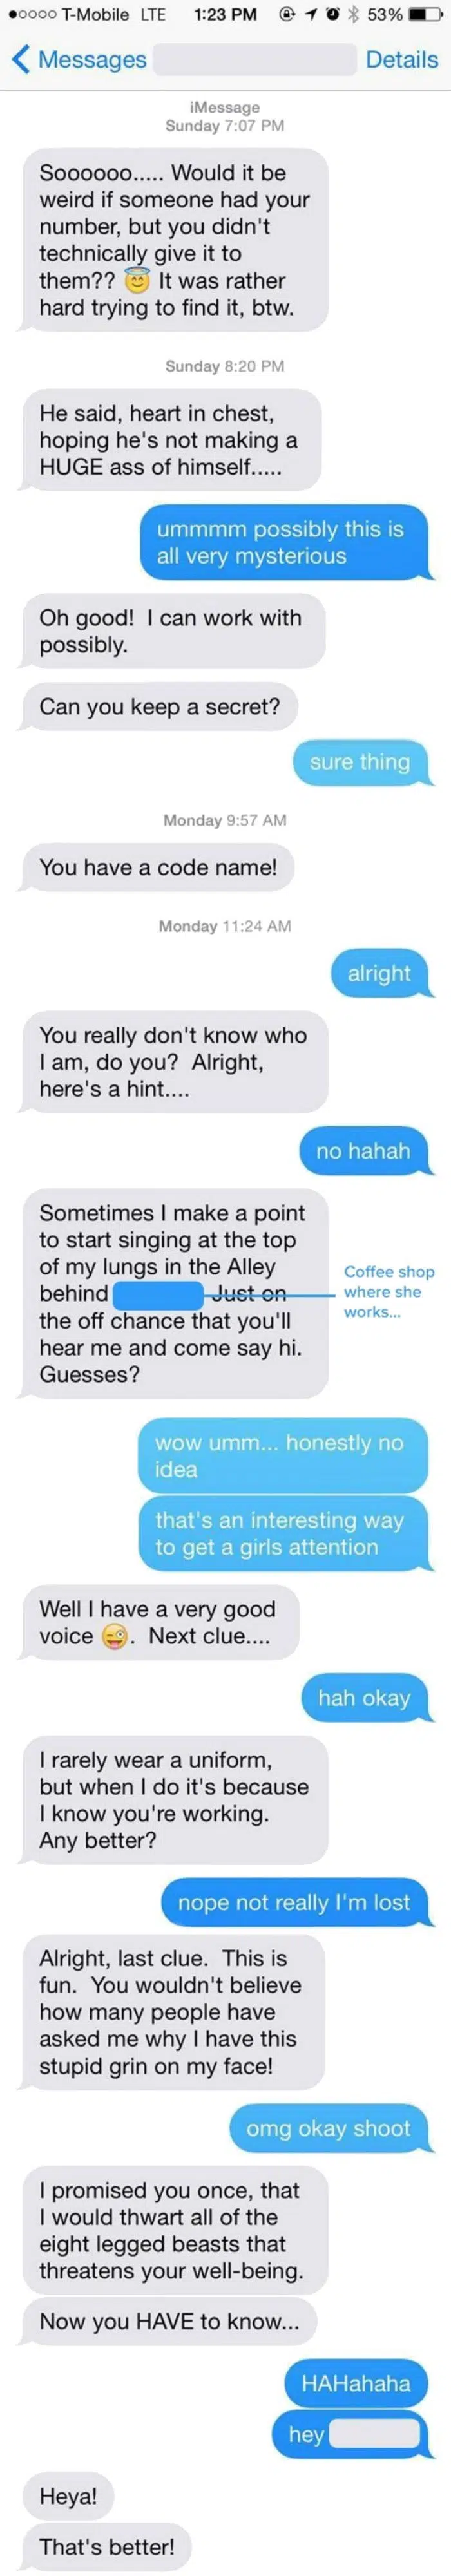 T-Mobile LTE 1:23 PM 53%
Messages Details
iMessage
Sunday 7:07 PM
Soooooo..... Would it be
weird if someone had your
number, but you didn't
technically give it to
them?? 😇 It was rather
hard trying to find it, btw.
Sunday 8:20 PM
He said, heart in chest,
hoping he's not making a
HUGE ass of himself.....
ummmm possibly this is
all very mysterious
Oh good! I can work with
possibly.
Can you keep a secret?
sure thing
Monday 9:57 AM
You have a code name!
Monday 11:24 AM
alright
You really don't know who
I am, do you? Alright,
here's a hint....
no hahah
Sometimes I make a point
to start singing at the top
of my lungs in the Alley
behind Just on
the off chance that you'll
hear me and come say hi.
Guesses?
Coffee shop
where she
works...
wow umm... honestly no
idea
that's an interesting way
to get a girls attention
Well I have a very good
voice 😜. Next clue....
hah okay
I rarely wear a uniform,
but when I do it's because
I know you're working.
Any better?
nope not really I'm lost
Alright, last clue. This is
fun. You wouldn't believe
how many people have
asked me why I have this
stupid grin on my face!
omg okay shoot
I promised you once, that
I would thwart all of the
eight legged beasts that
threatens your well-being.
Now you HAVE to know...
HAHahaha
hey
Heya!
That's better!